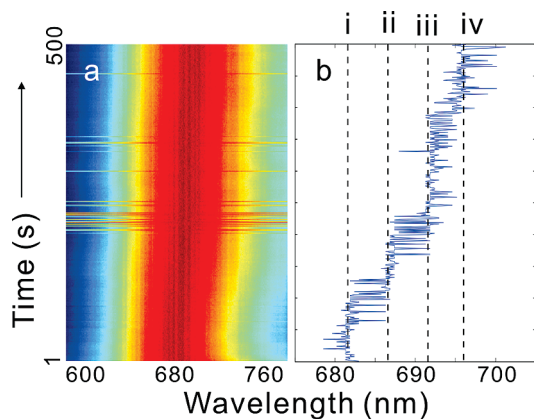 i ii iii iv
500
a
b
Time (s)
1
600 680 760
680 690 700
Wavelength (nm)